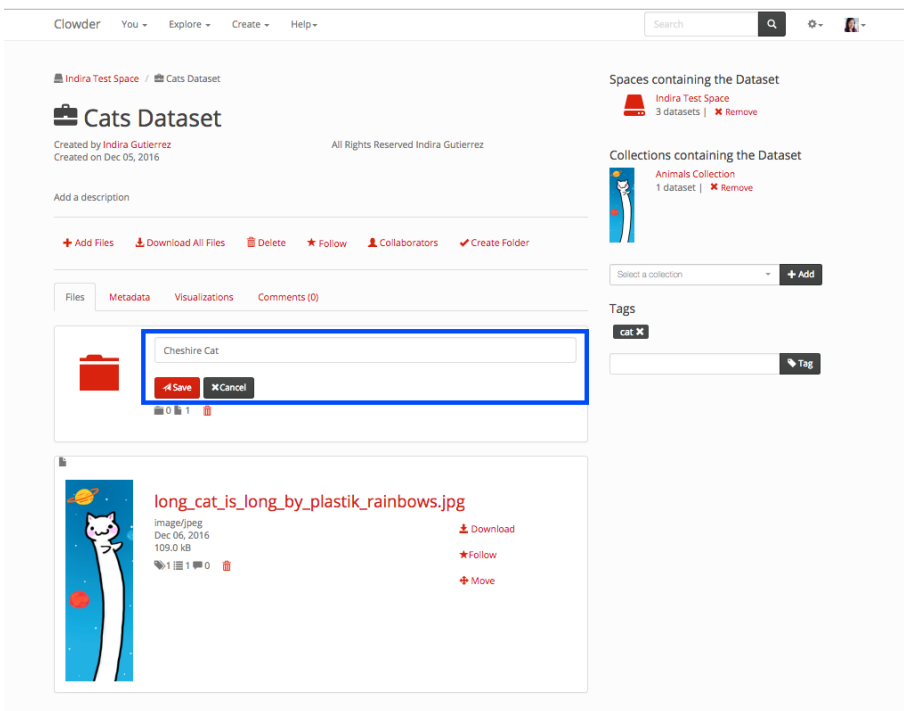 Clowder You Explore Create Help Search
Indira Test Space / Cats Dataset
Cats Dataset
Created by Indira Gutierrez
Created on Dec 05, 2016
All Rights Reserved Indira Gutierrez
Add a description
Add Files Download All Files Delete Follow Collaborators Create Folder
Files Metadata Visualizations Comments (0)
Cheshire Cat
Save Cancel
0 1
long_cat_is_long_by_plastik_rainbows.jpg
image/jpeg
Dec 06, 2016
109.0 kB
1 1 0
Download
Follow
Move
Spaces containing the Dataset
Indira Test Space
3 datasets | Remove
Collections containing the Dataset
Animals Collection
1 dataset | Remove
Select a collection Add
Tags
cat
Tag